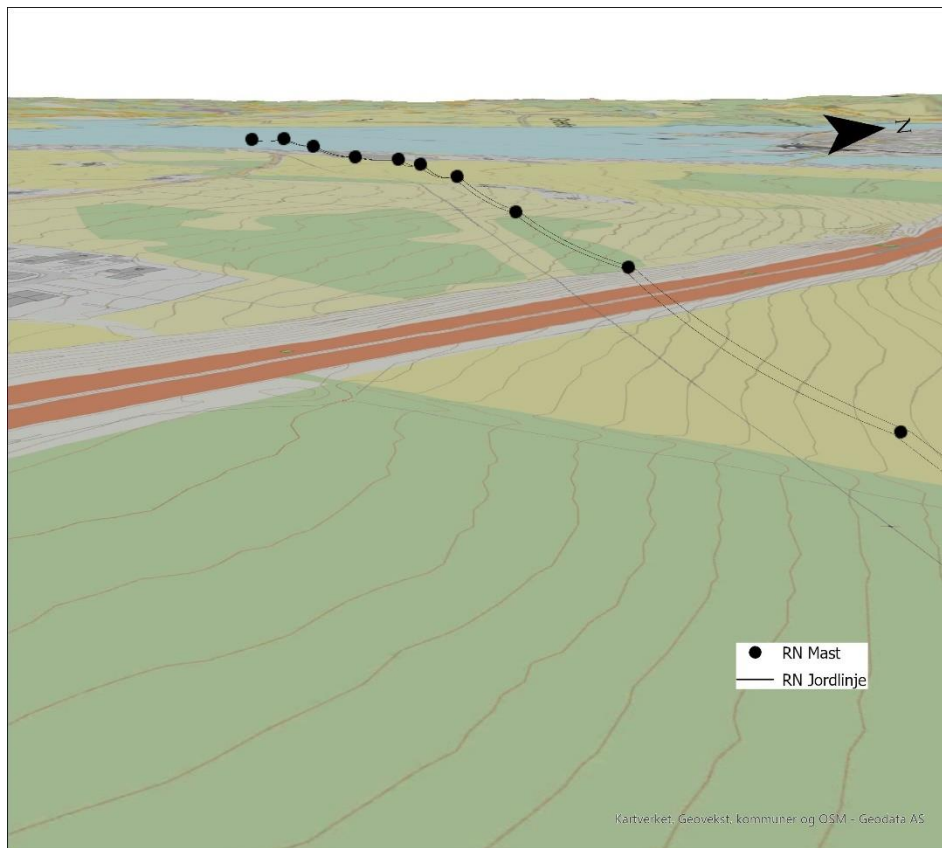 N
RN Mast
RN Jordlinje
Kartverket, Geovekst, kommuner og OSM - Geodata AS